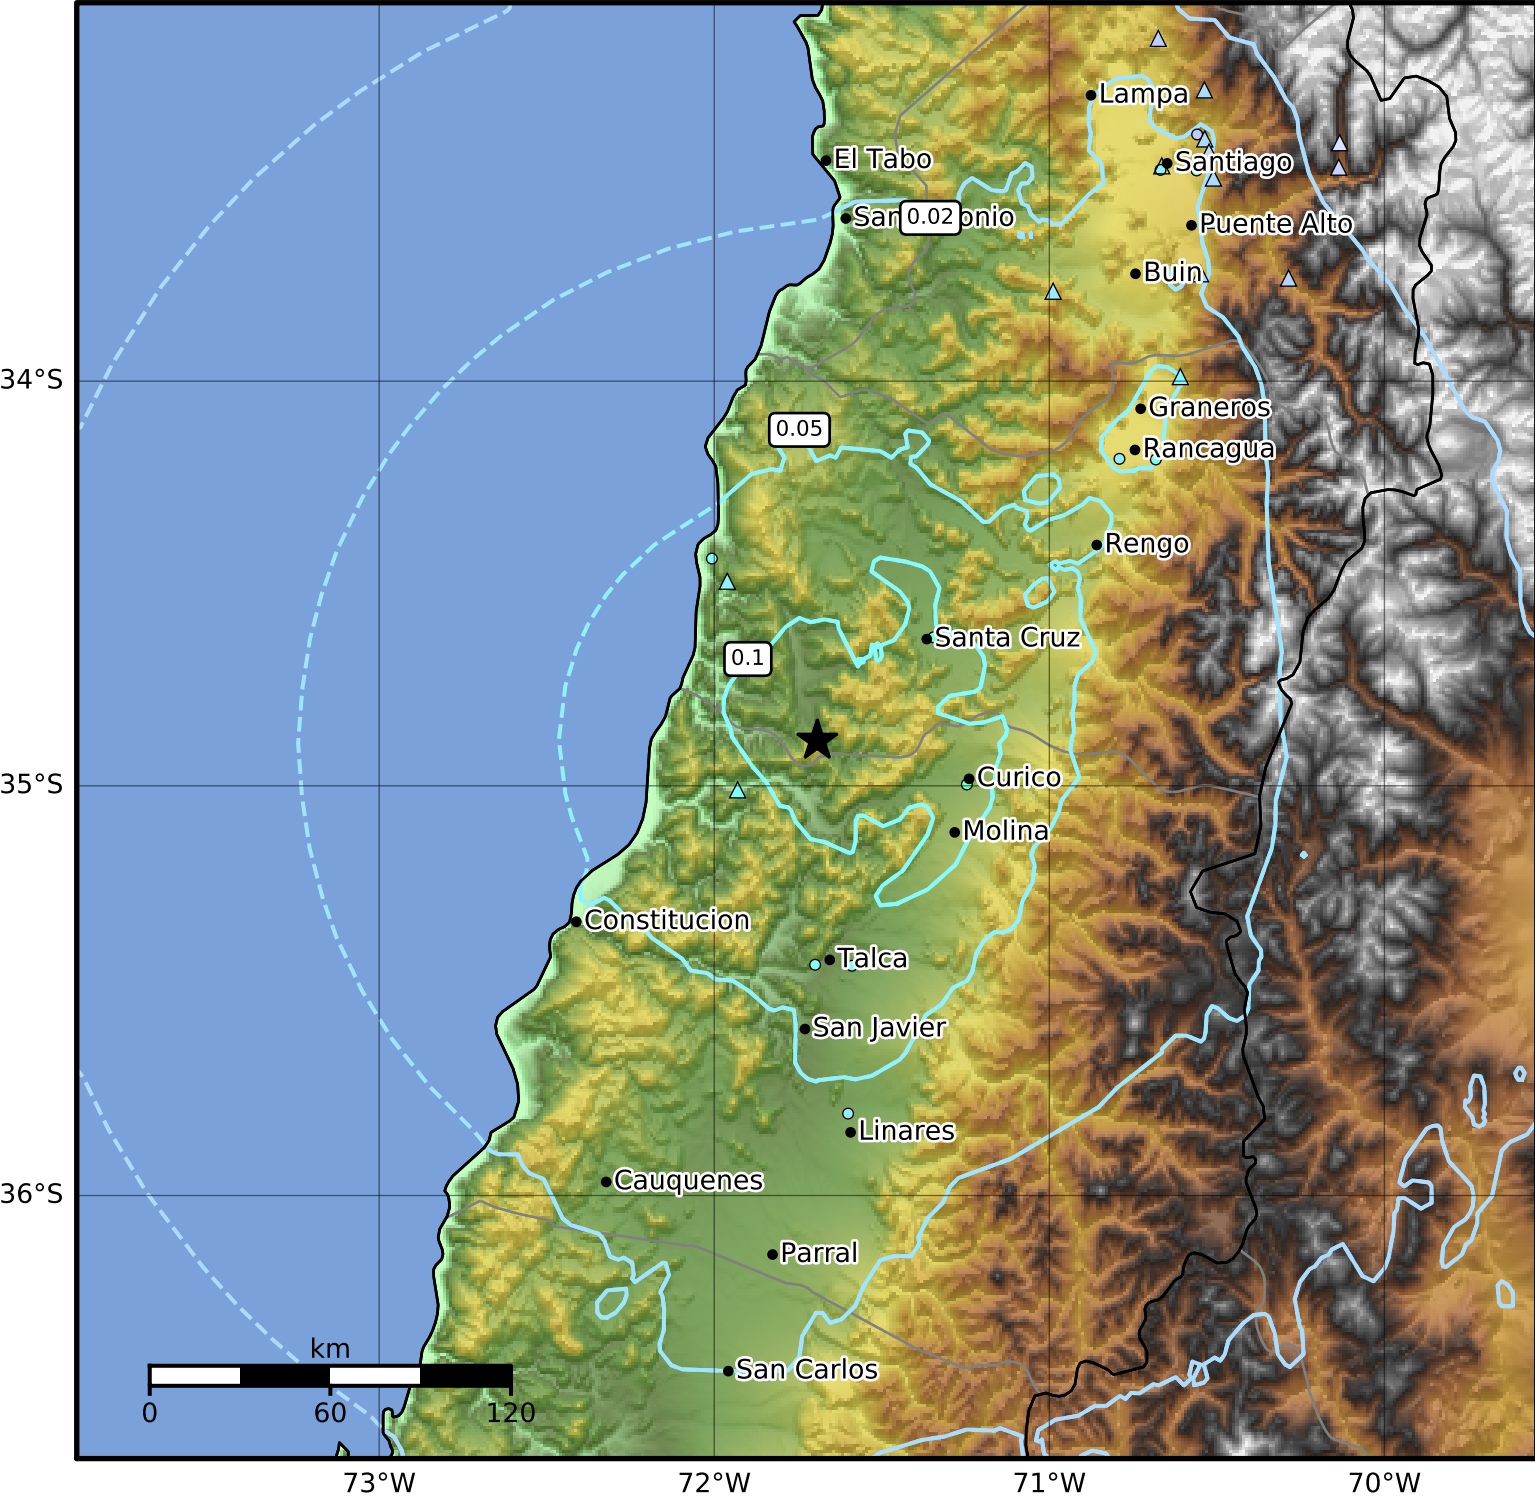 Lampa
El Tabo
Santiago
San onio
0.02
Puente Alto
Buin
34°S
Graneros
0.05
Rancagua
Rengo
Santa Cruz
0.1
Curico
35°S
Molina
Constitucion
Talca
San Javier
Linares
Cauquenes
36°S
Parral
km
San Carlos
0 60 120
73°W 72°W 71°W 70°W